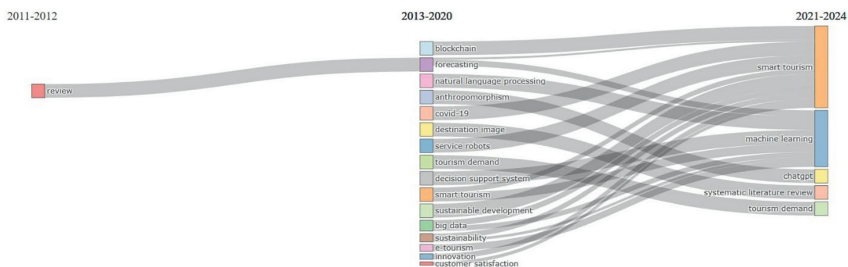 2011-2012
2013-2020
2021-2024
review
blockchain
forecasting
natural language processing
anthropomorphism
covid-19
destination image
service robots
tourism demand
decision support system
smart tourism
sustainable development
big data
sustainability
e-tourism
innovation
customer satisfaction
smart tourism
machine learning
chatgpt
systematic literature review
tourism demand